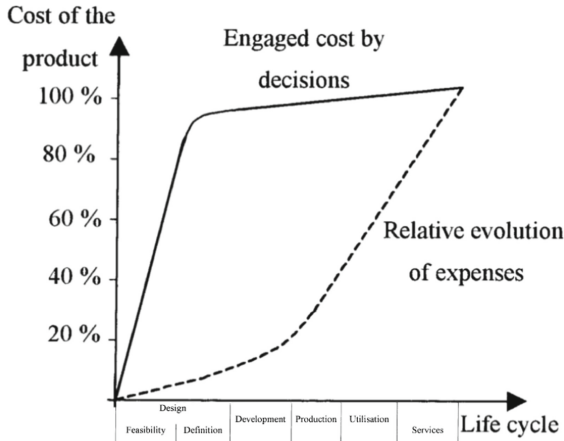 Cost of the
product
Engaged cost by
decisions
100 %
80 %
60 %
Relative evolution
of expenses
40 %
20 %
Design
Feasibility
Definition
Development
Production
Utilisation
Services
Life cycle